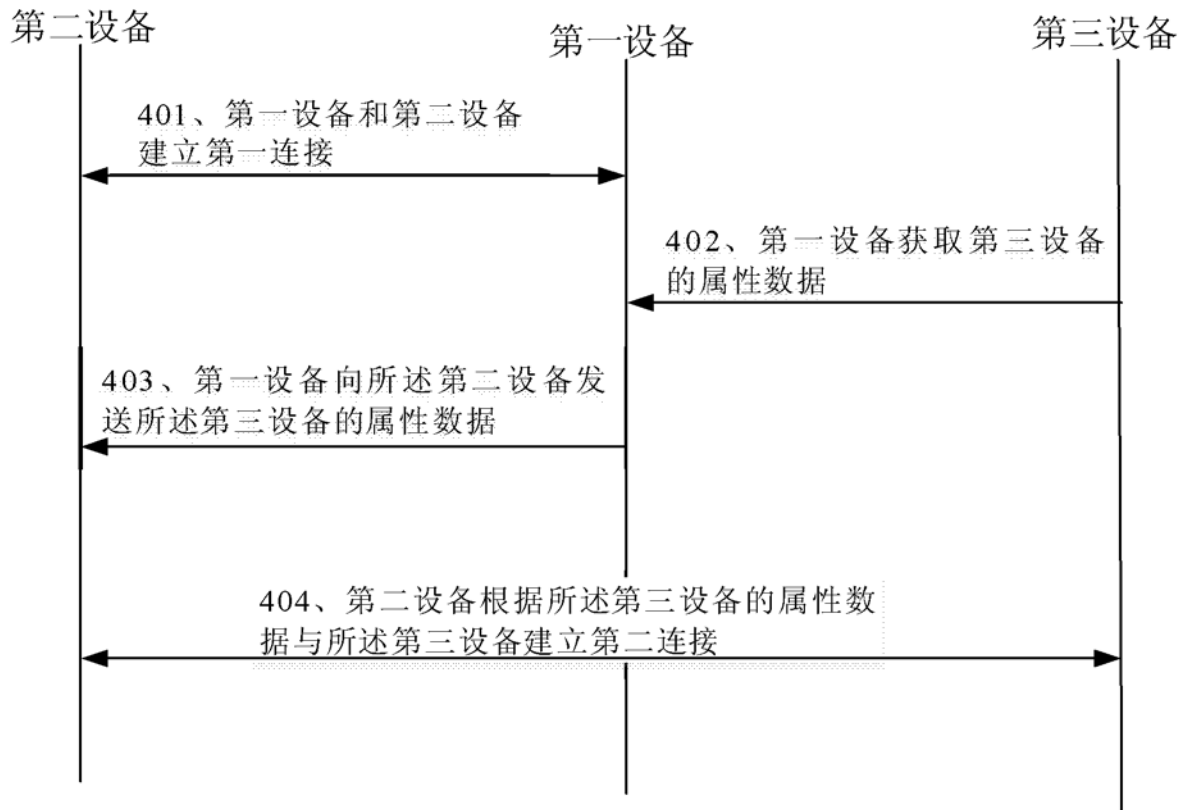 第二设备
第一设备
第三设备
401、第一设备和第二设备
建立第一连接
402、第一设备获取第三设备
的属性数据
403、第一设备向所述第二设备发
送所述第三设备的属性数据
404、第二设备根据所述第三设备的属性数
据与所述第三设备建立第二连接